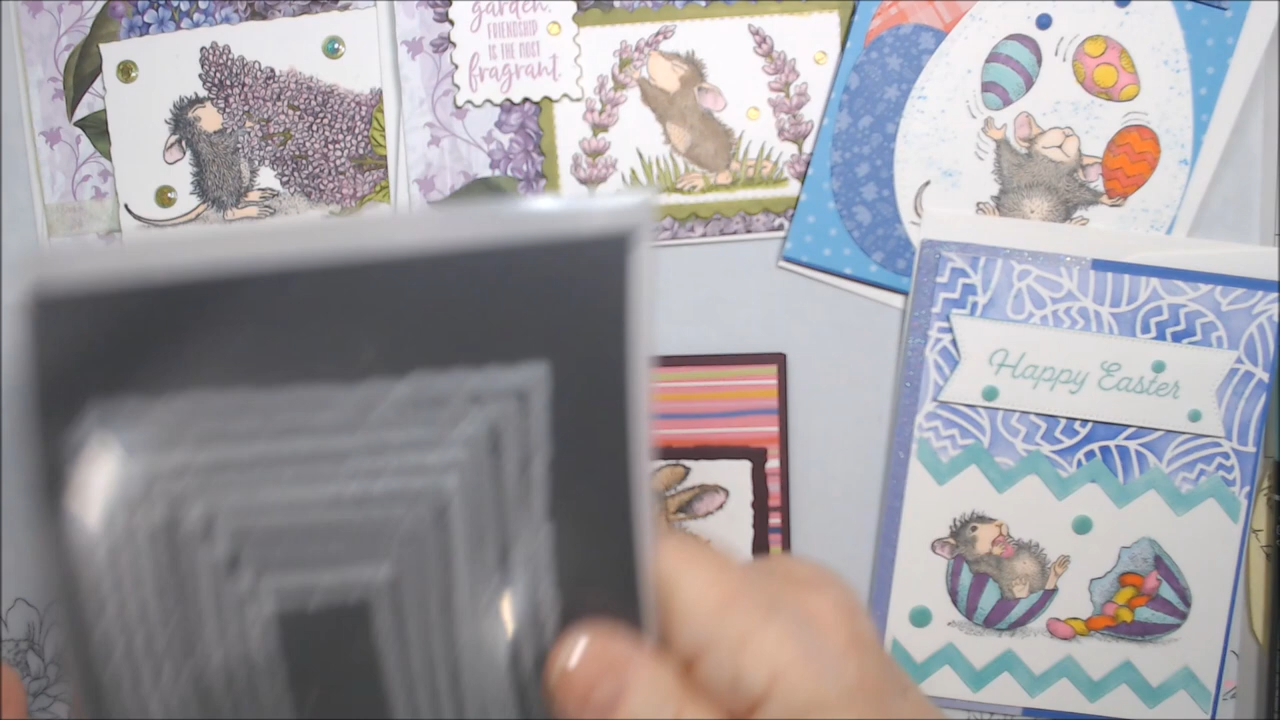 garden.
FRIENDSHIP
IS THE MOST
fragrant.
Happy Easter